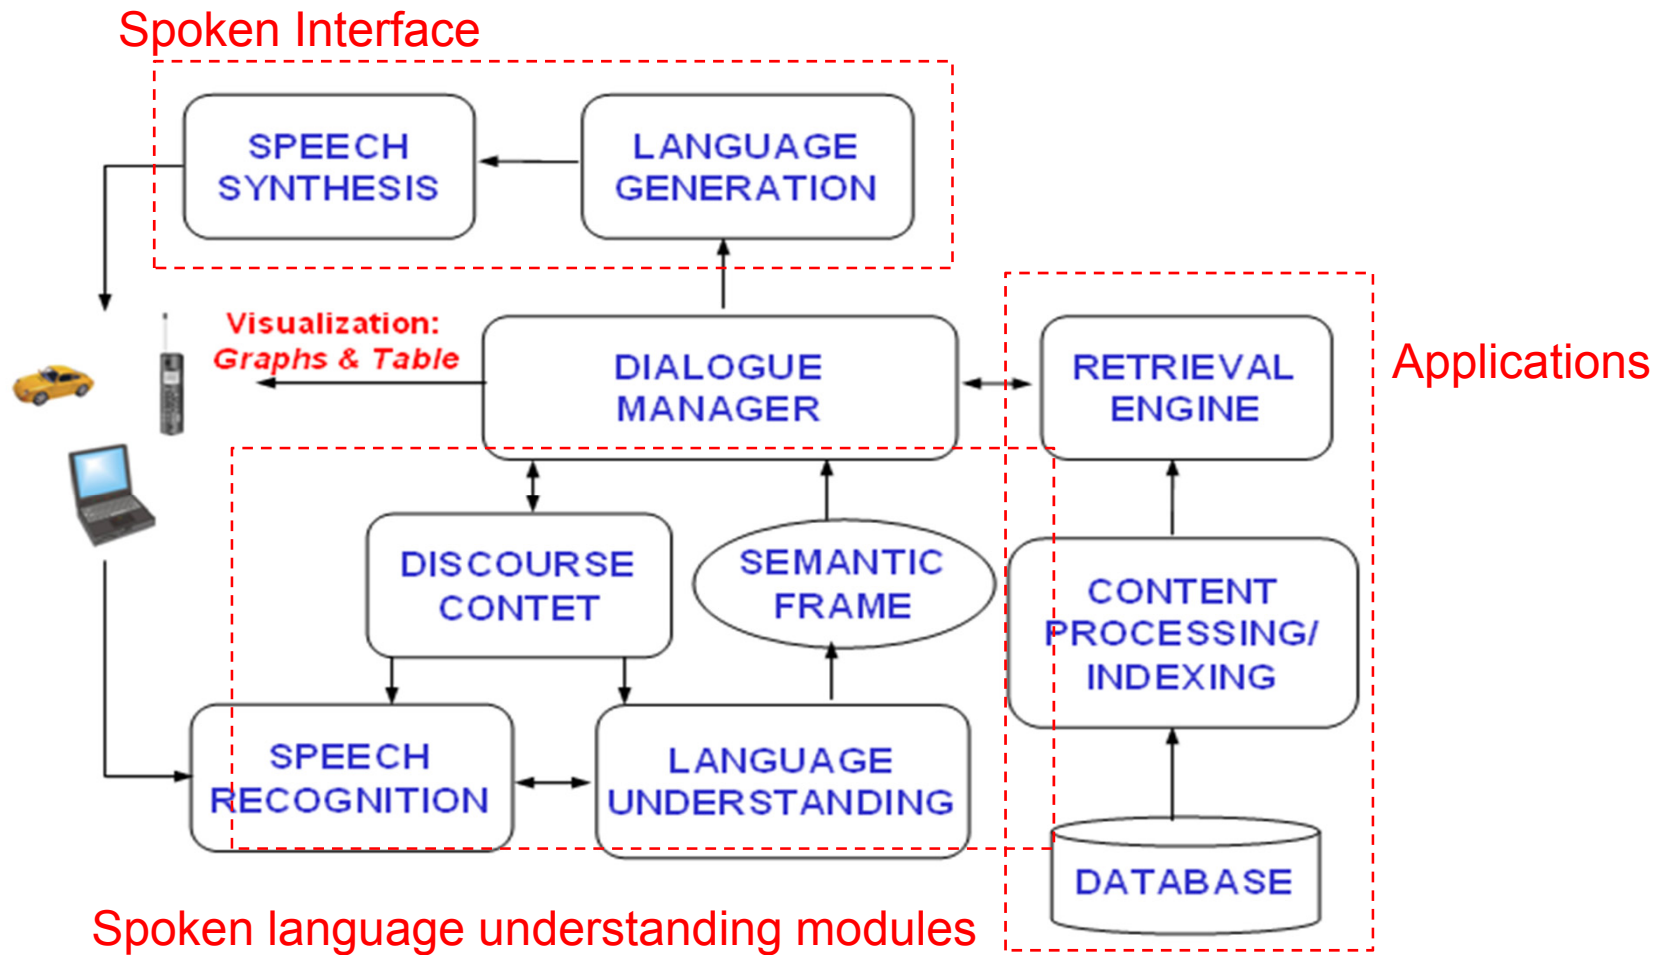 Spoken Interface
SPEECH
SYNTHESIS
LANGUAGE
GENERATION
Visualization:
Graphs & Table
DIALOGUE
MANAGER
RETRIEVAL
ENGINE
Applications
DISCOURSE
CONTET
SEMANTIC
FRAME
CONTENT
PROCESSING/
INDEXING
SPEECH
RECOGNITION
LANGUAGE
UNDERSTANDING
DATABASE
Spoken language understanding modules